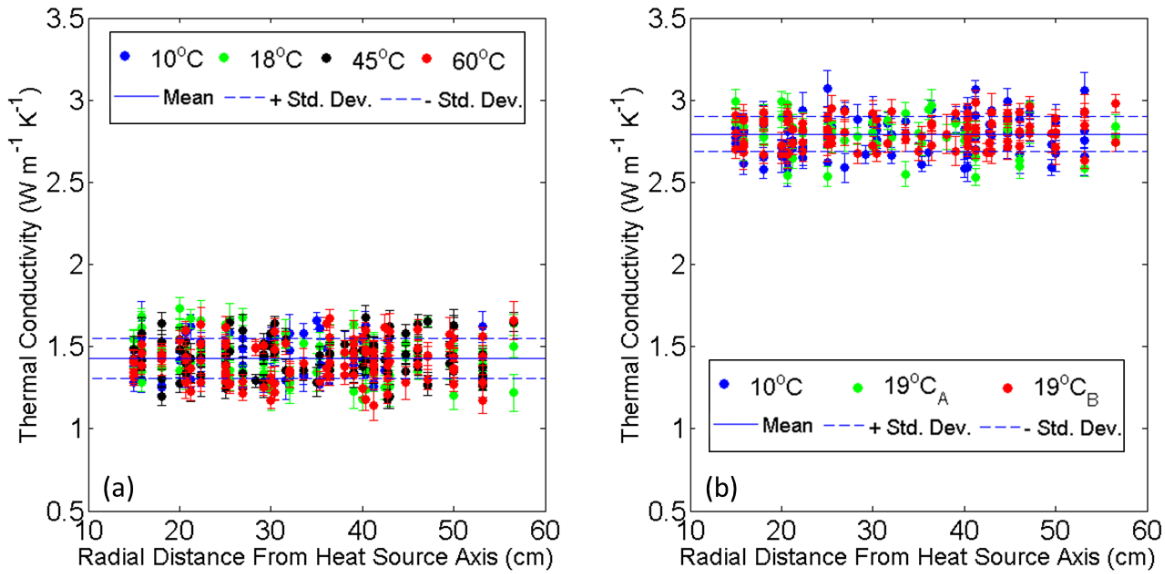 3.5
3
2.5
2
1.5
1
0.5
10 20 30 40 50 60
Thermal Conductivity (W m⁻¹ K⁻¹)
Radial Distance From Heat Source Axis (cm)
10°C 18°C 45°C 60°C
Mean + Std. Dev. - Std. Dev.
(a)
3.5
3
2.5
2
1.5
1
0.5
10 20 30 40 50 60
Thermal Conductivity (W m⁻¹ K⁻¹)
Radial Distance From Heat Source Axis (cm)
10°C 19°C_A 19°C_B
Mean + Std. Dev. - Std. Dev.
(b)